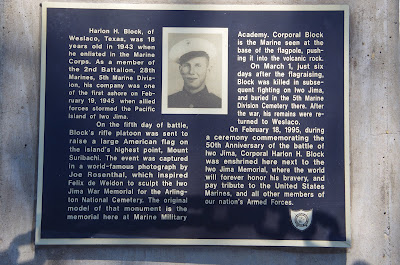 Harlon H. Block, of
Weslaco, Texas, was 18
years old in 1943 when
he enlisted in the Marine
Corps. As a member of
the 2nd Battalion, 28th
Marines, 5th Marine Divi-
sion, his company was one
of the first ashore on Feb-
ruary 19, 1945 when allied
forces stormed the Pacific
Island of Iwo Jima.
On the fifth day of battle,
Block's rifle platoon was sent to
raise a large American flag on
the island's highest point, Mount
Suribachi. The event was captured
in a world-famous photograph by
Joe Rosenthal, which inspired
Felix de Weldon to sculpt the Iwo
Jima War Memorial for the Arling-
ton National Cemetery. The original
model of that monument is the
memorial here at Marine Military
Academy. Corporal Block
is the Marine seen at the
base of the flagpole, push-
ing it into the volcanic rock.
On March 1, just six
days after the flagraising,
Block was killed in subse-
quent fighting on Iwo Jima,
and buried in the 5th Marine
Division Cemetery there. After
the war, his remains were re-
turned to Weslaco.
On February 18, 1995, during
a ceremony commemorating the
50th Anniversary of the battle of
Iwo Jima, Corporal Harlon H. Block
was enshrined here next to the
Iwo Jima Memorial, where the world
will forever honor his bravery, and
pay tribute to the United States
Marines, and all other members of
our nation's Armed Forces.